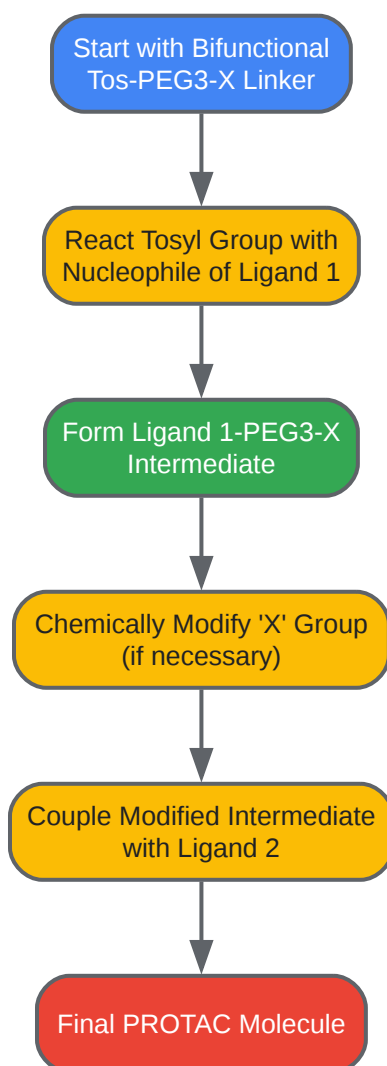 Start with Bifunctional
Tos-PEG3-X Linker
React Tosyl Group with
Nucleophile of Ligand 1
Form Ligand 1-PEG3-X
Intermediate
Chemically Modify 'X' Group
(if necessary)
Couple Modified Intermediate
with Ligand 2
Final PROTAC Molecule